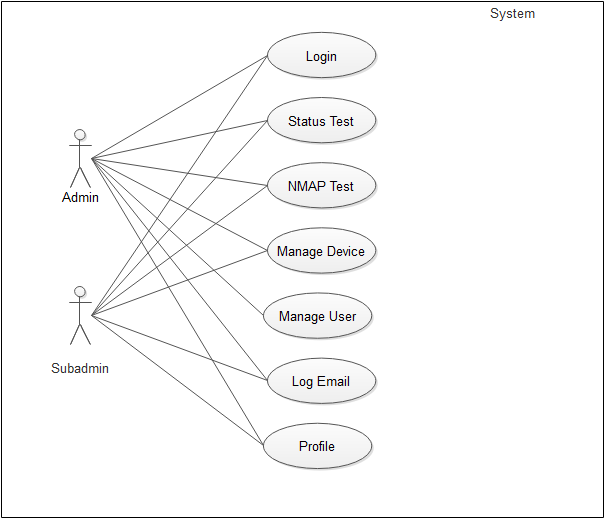 System
Login
Status Test
NMAP Test
Admin
Manage Device
Manage User
Subadmin
Log Email
Profile